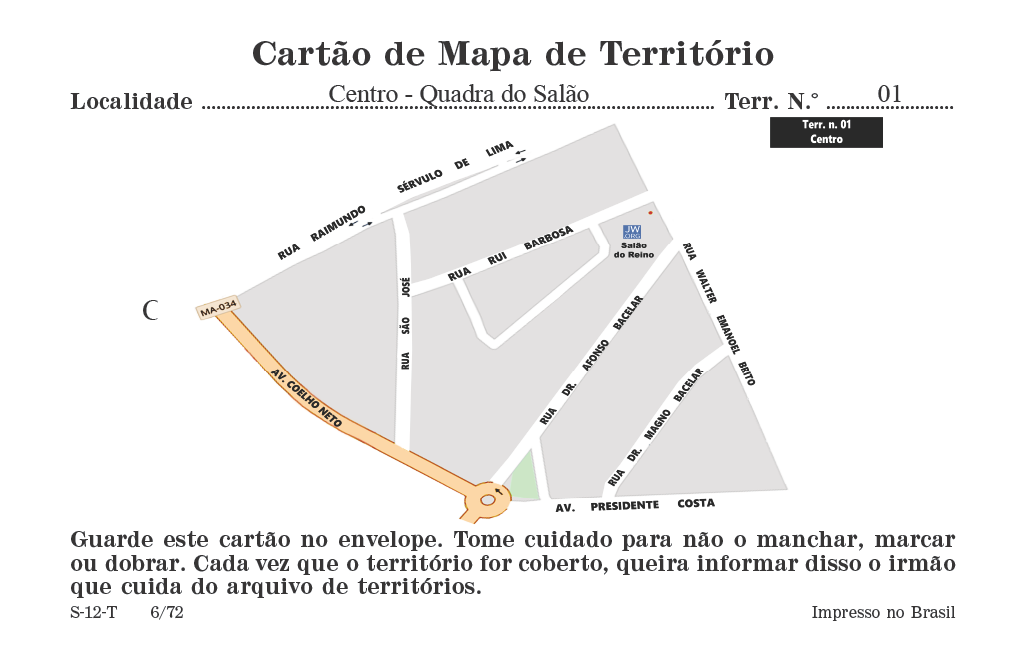 Cartão de Mapa de Território
Localidade Centro - Quadra do Salão Terr. N.° 01
Terr. n. 01
Centro
RUA RAIMUNDO SÉRVULO DE LIMA
RUA RUI BARBOSA
JW
.ORG
Salão
do Reino
RUA WALTER EMANOEL BRITO
RUA SÃO JOSÉ
C
MA-034
AV. COELHO NETO
RUA DR. AFONSO BACELAR
RUA DR. MAGNO BACELAR
AV. PRESIDENTE COSTA
Guarde este cartão no envelope. Tome cuidado para não o manchar, marcar
ou dobrar. Cada vez que o território for coberto, queira informar disso o irmão
que cuida do arquivo de territórios.
S-12-T 6/72 Impresso no Brasil